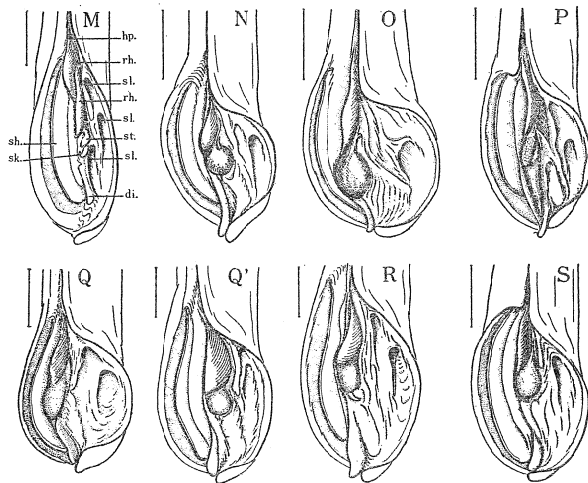 M
N
O
P
hp.
rh.
sl.
rh.
sl.
sh.
st.
sk.
sl.
di.
Q
Q'
R
S